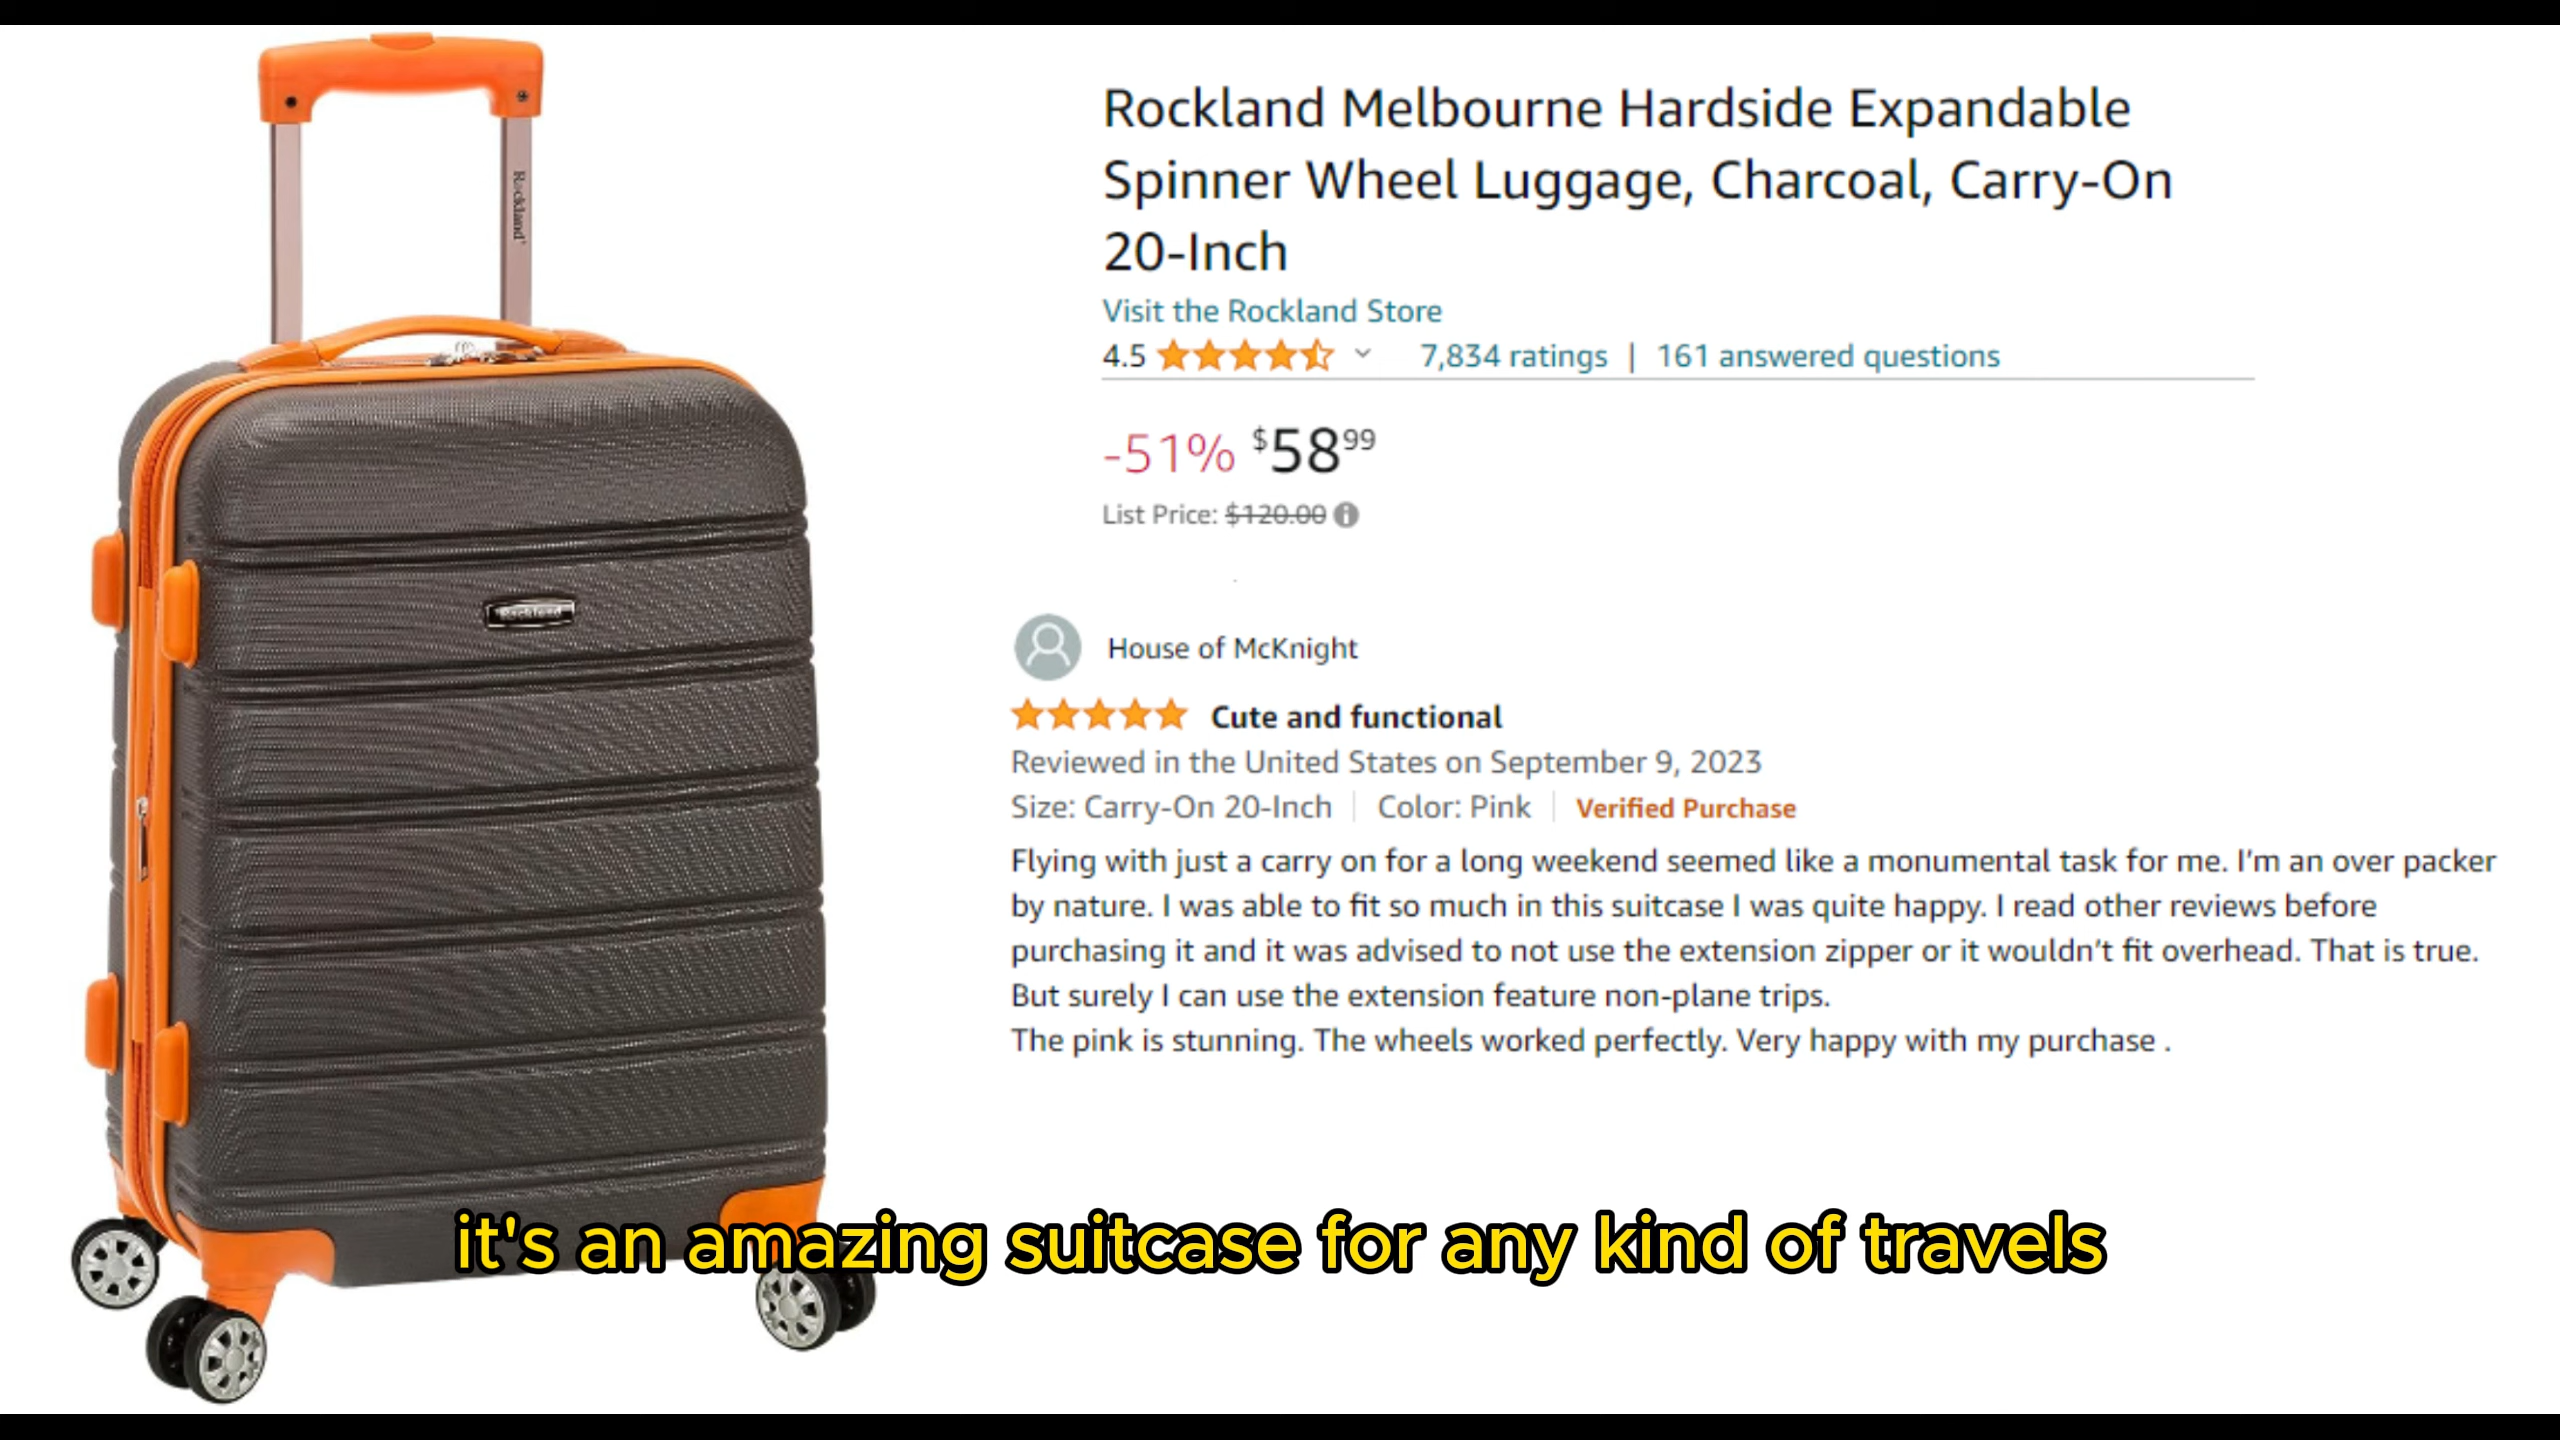 Rockland
Rockland
Rockland Melbourne Hardside Expandable
Spinner Wheel Luggage, Charcoal, Carry-On
20-Inch
Visit the Rockland Store
4.5 7,834 ratings | 161 answered questions
-51% $58 99
List Price: $120.00
House of McKnight
Cute and functional
Reviewed in the United States on September 9, 2023
Size: Carry-On 20-Inch | Color: Pink | Verified Purchase
Flying with just a carry on for a long weekend seemed like a monumental task for me. I'm an over packer
by nature. I was able to fit so much in this suitcase I was quite happy. I read other reviews before
purchasing it and it was advised to not use the extension zipper or it wouldn't fit overhead. That is true.
But surely I can use the extension feature non-plane trips.
The pink is stunning. The wheels worked perfectly. Very happy with my purchase .
it's an amazing suitcase for any kind of travels